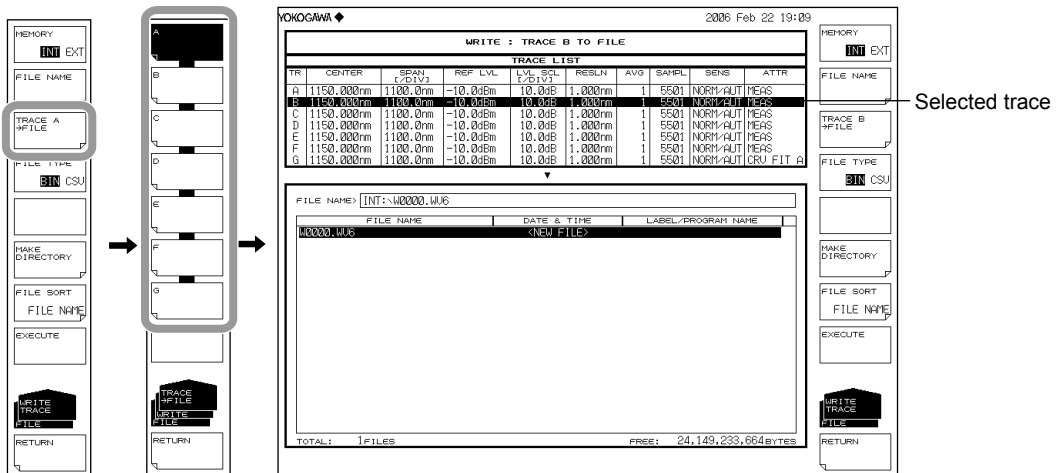 MEMORY
INT EXT
FILE NAME
TRACE A
→FILE
FILE TYPE
BIN CSV
MAKE
DIRECTORY
FILE SORT
FILE NAME
EXECUTE
WRITE
TRACE
FILE
RETURN
A
B
C
D
E
F
G
TRACE
→FILE
WRITE
FILE
RETURN
YOKOGAWA ◆ 2006 Feb 22 19:09
WRITE : TRACE B TO FILE
TRACE LIST
TR CENTER SPAN [/DIV] REF LVL LVL SCL [/DIV] RESLN AVG SAMPL SENS ATTR
A 1150.000nm 1100.0nm -10.0dBm 10.0dB 1.000nm 1 5501 NORM/AUT MEAS
B 1150.000nm 1100.0nm -10.0dBm 10.0dB 1.000nm 1 5501 NORM/AUT MEAS
C 1150.000nm 1100.0nm -10.0dBm 10.0dB 1.000nm 1 5501 NORM/AUT MEAS
D 1150.000nm 1100.0nm -10.0dBm 10.0dB 1.000nm 1 5501 NORM/AUT MEAS
E 1150.000nm 1100.0nm -10.0dBm 10.0dB 1.000nm 1 5501 NORM/AUT MEAS
F 1150.000nm 1100.0nm -10.0dBm 10.0dB 1.000nm 1 5501 NORM/AUT MEAS
G 1150.000nm 1100.0nm -10.0dBm 10.0dB 1.000nm 1 5501 NORM/AUT CRV FIT A
FILE NAME> INT:\W0000.WV6
FILE NAME DATE & TIME LABEL/PROGRAM NAME
W0000.WV6 <NEW FILE>
TOTAL: 1FILES FREE: 24,149,233,664BYTES
MEMORY
INT EXT
FILE NAME
TRACE B
→FILE
FILE TYPE
BIN CSV
MAKE
DIRECTORY
FILE SORT
FILE NAME
EXECUTE
WRITE
TRACE
FILE
RETURN
Selected trace